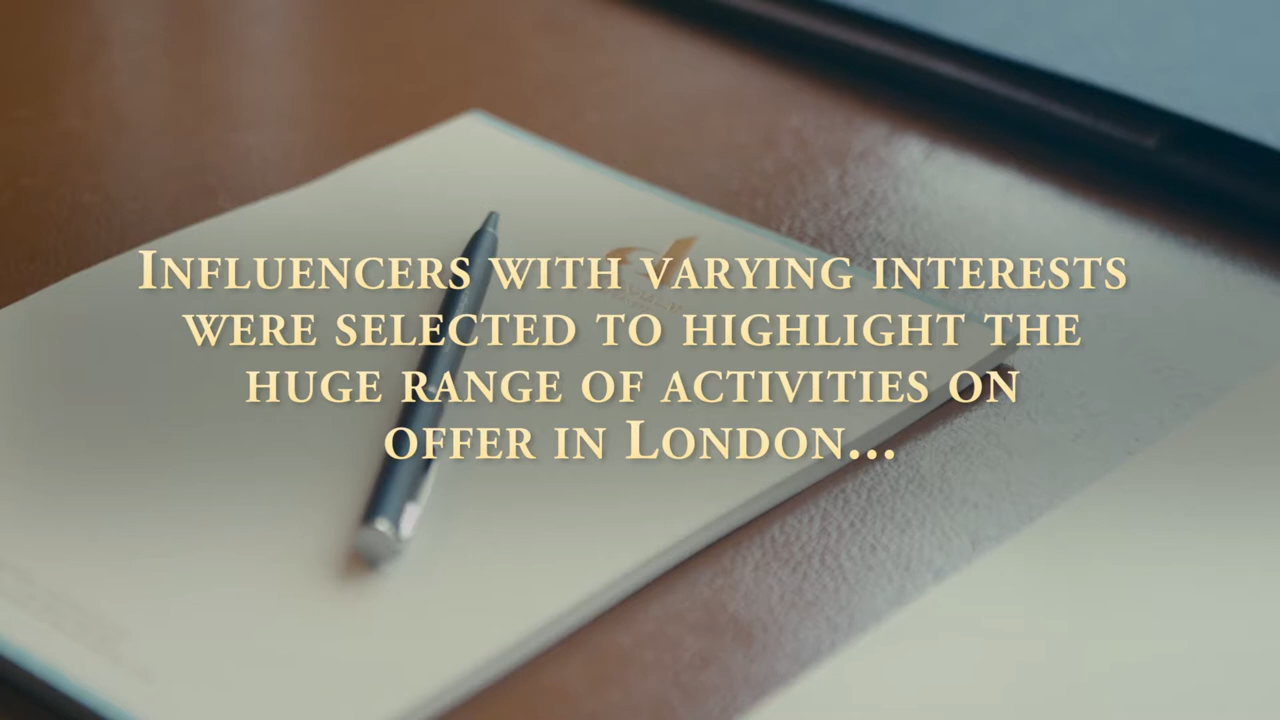 INFLUENCERS WITH VARYING INTERESTS
WERE SELECTED TO HIGHLIGHT THE
HUGE RANGE OF ACTIVITIES ON
OFFER IN LONDON...